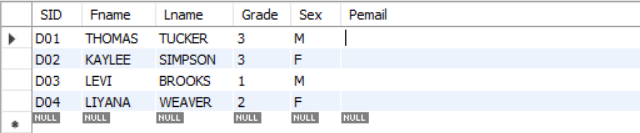 SID Fname Lname Grade Sex Pemail
D01 THOMAS TUCKER 3 M
D02 KAYLEE SIMPSON 3 F
D03 LEVI BROOKS 1 M
D04 LIYANA WEAVER 2 F
NULL NULL NULL NULL NULL NULL